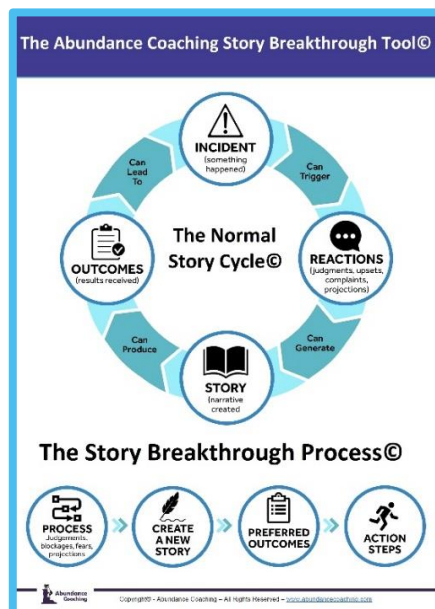 The Abundance Coaching Story Breakthrough Tool©
INCIDENT
(something
happened)
Can
Lead
To
Can
Trigger
OUTCOMES
(results received)
The Normal
Story Cycle©
REACTIONS
(judgments, upsets,
complaints,
projections)
Can
Produce
Can
Generate
STORY
(narrative
created
The Story Breakthrough Process©
PROCESS
Judgements,
blockages, fears,
projections
CREATE
A NEW
STORY
PREFERRED
OUTCOMES
ACTION
STEPS
Abundance
Coaching
Copyright© - Abundance Coaching – All Rights Reserved – www.abundancecoaching.com